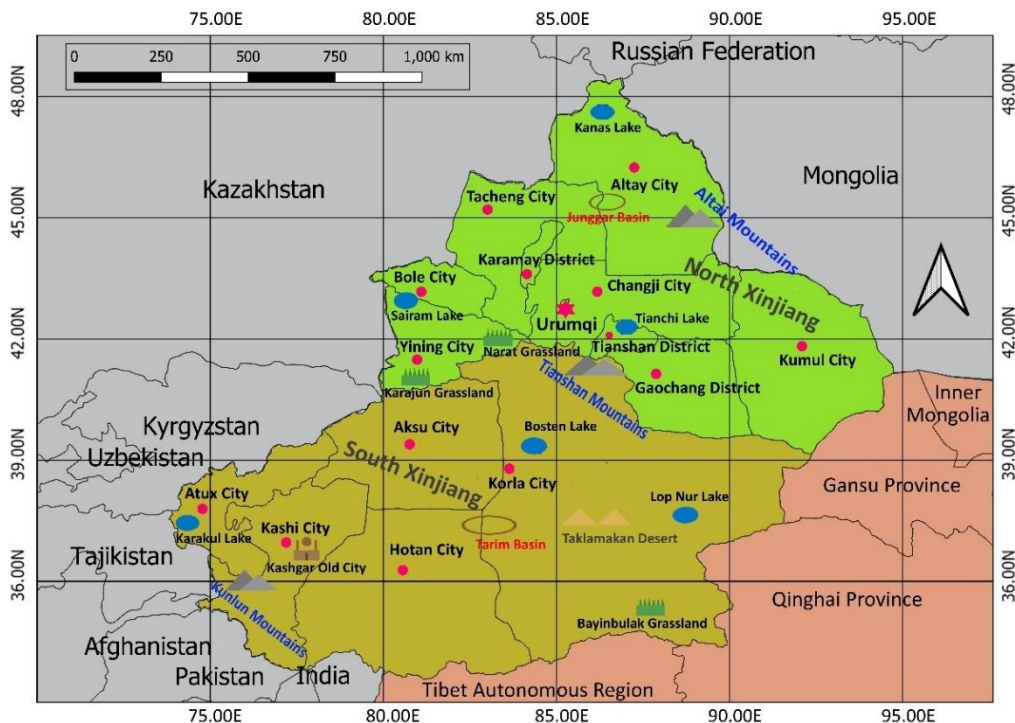 75.00E 80.00E 85.00E 90.00E 95.00E
0 250 500 750 1,000 km
Russian Federation
48.00N 48.00N
Kanas Lake
Kazakhstan
Mongolia
Altay City
Tacheng City
Altai Mountains
45.00N 45.00N
Junggar Basin
Karamay District
North Xinjiang
Bole City
Changji City
Sairam Lake
Urumqi
Tianchi Lake
42.00N 42.00N
Yining City
Narat Grassland
Tianshan District
Kumul City
Tianshan Mountains
Gaochang District
Karajun Grassland
Inner
Mongolia
Kyrgyzstan
Aksu City
Bosten Lake
Uzbekistan
39.00N 39.00N
South Xinjiang
Korla City
Gansu Province
Atux City
Lop Nur Lake
Karakul Lake
Kashi City
Tajikistan
Hotan City
Tarim Basin
Taklamakan Desert
Kashgar Old City
36.00N 36.00N
Kunlun Mountains
Qinghai Province
Bayinbulak Grassland
Afghanistan
Pakistan
India
Tibet Autonomous Region
75.00E 80.00E 85.00E 90.00E 95.00E